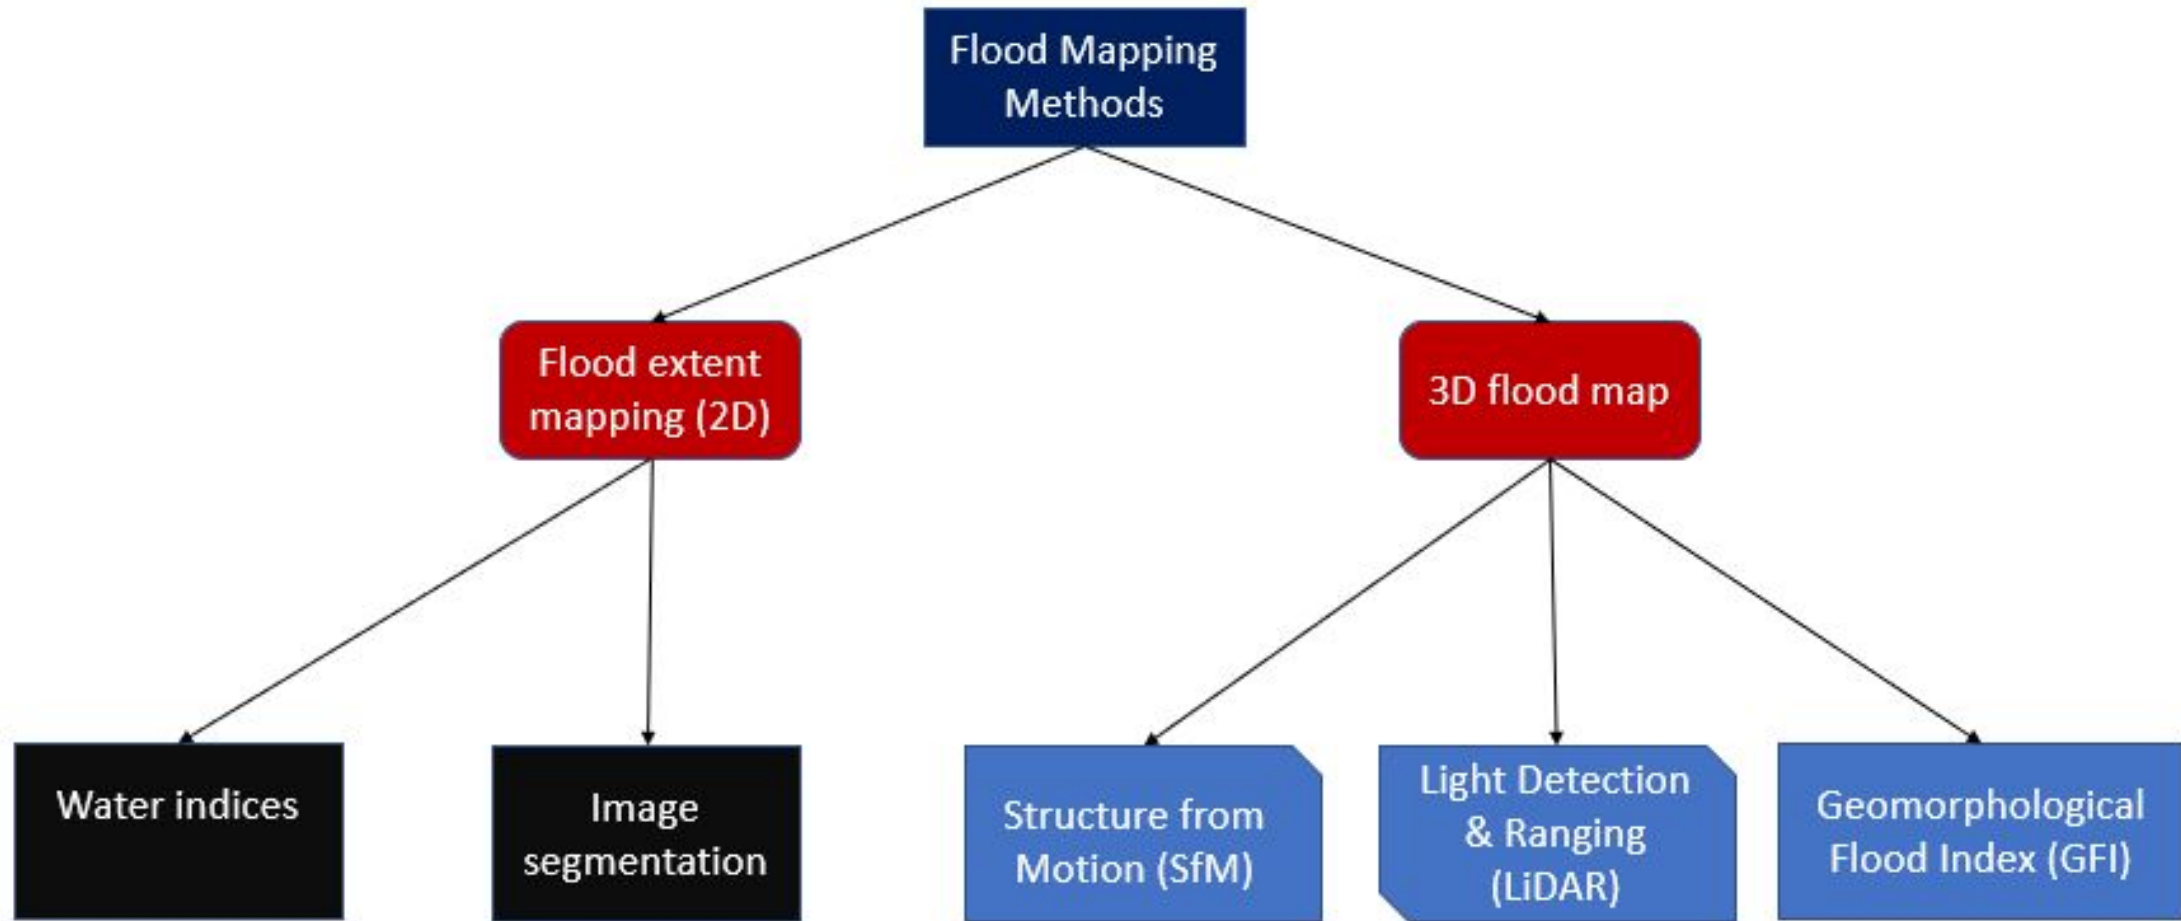 Flood Mapping
Methods
Flood extent
mapping (2D)
3D flood map
Water indices
Image
segmentation
Structure from
Motion (SfM)
Light Detection
& Ranging
(LiDAR)
Geomorphological
Flood Index (GFI)